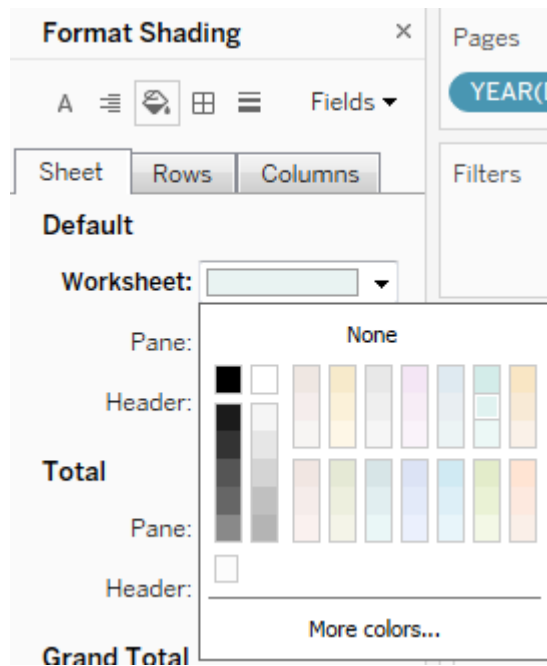 Format Shading
Pages
A
Fields
YEAR(
Sheet Rows Columns
Filters
Default
Worksheet:
None
Pane:
Header:
Total
Pane:
Header:
More colors...
Grand Total